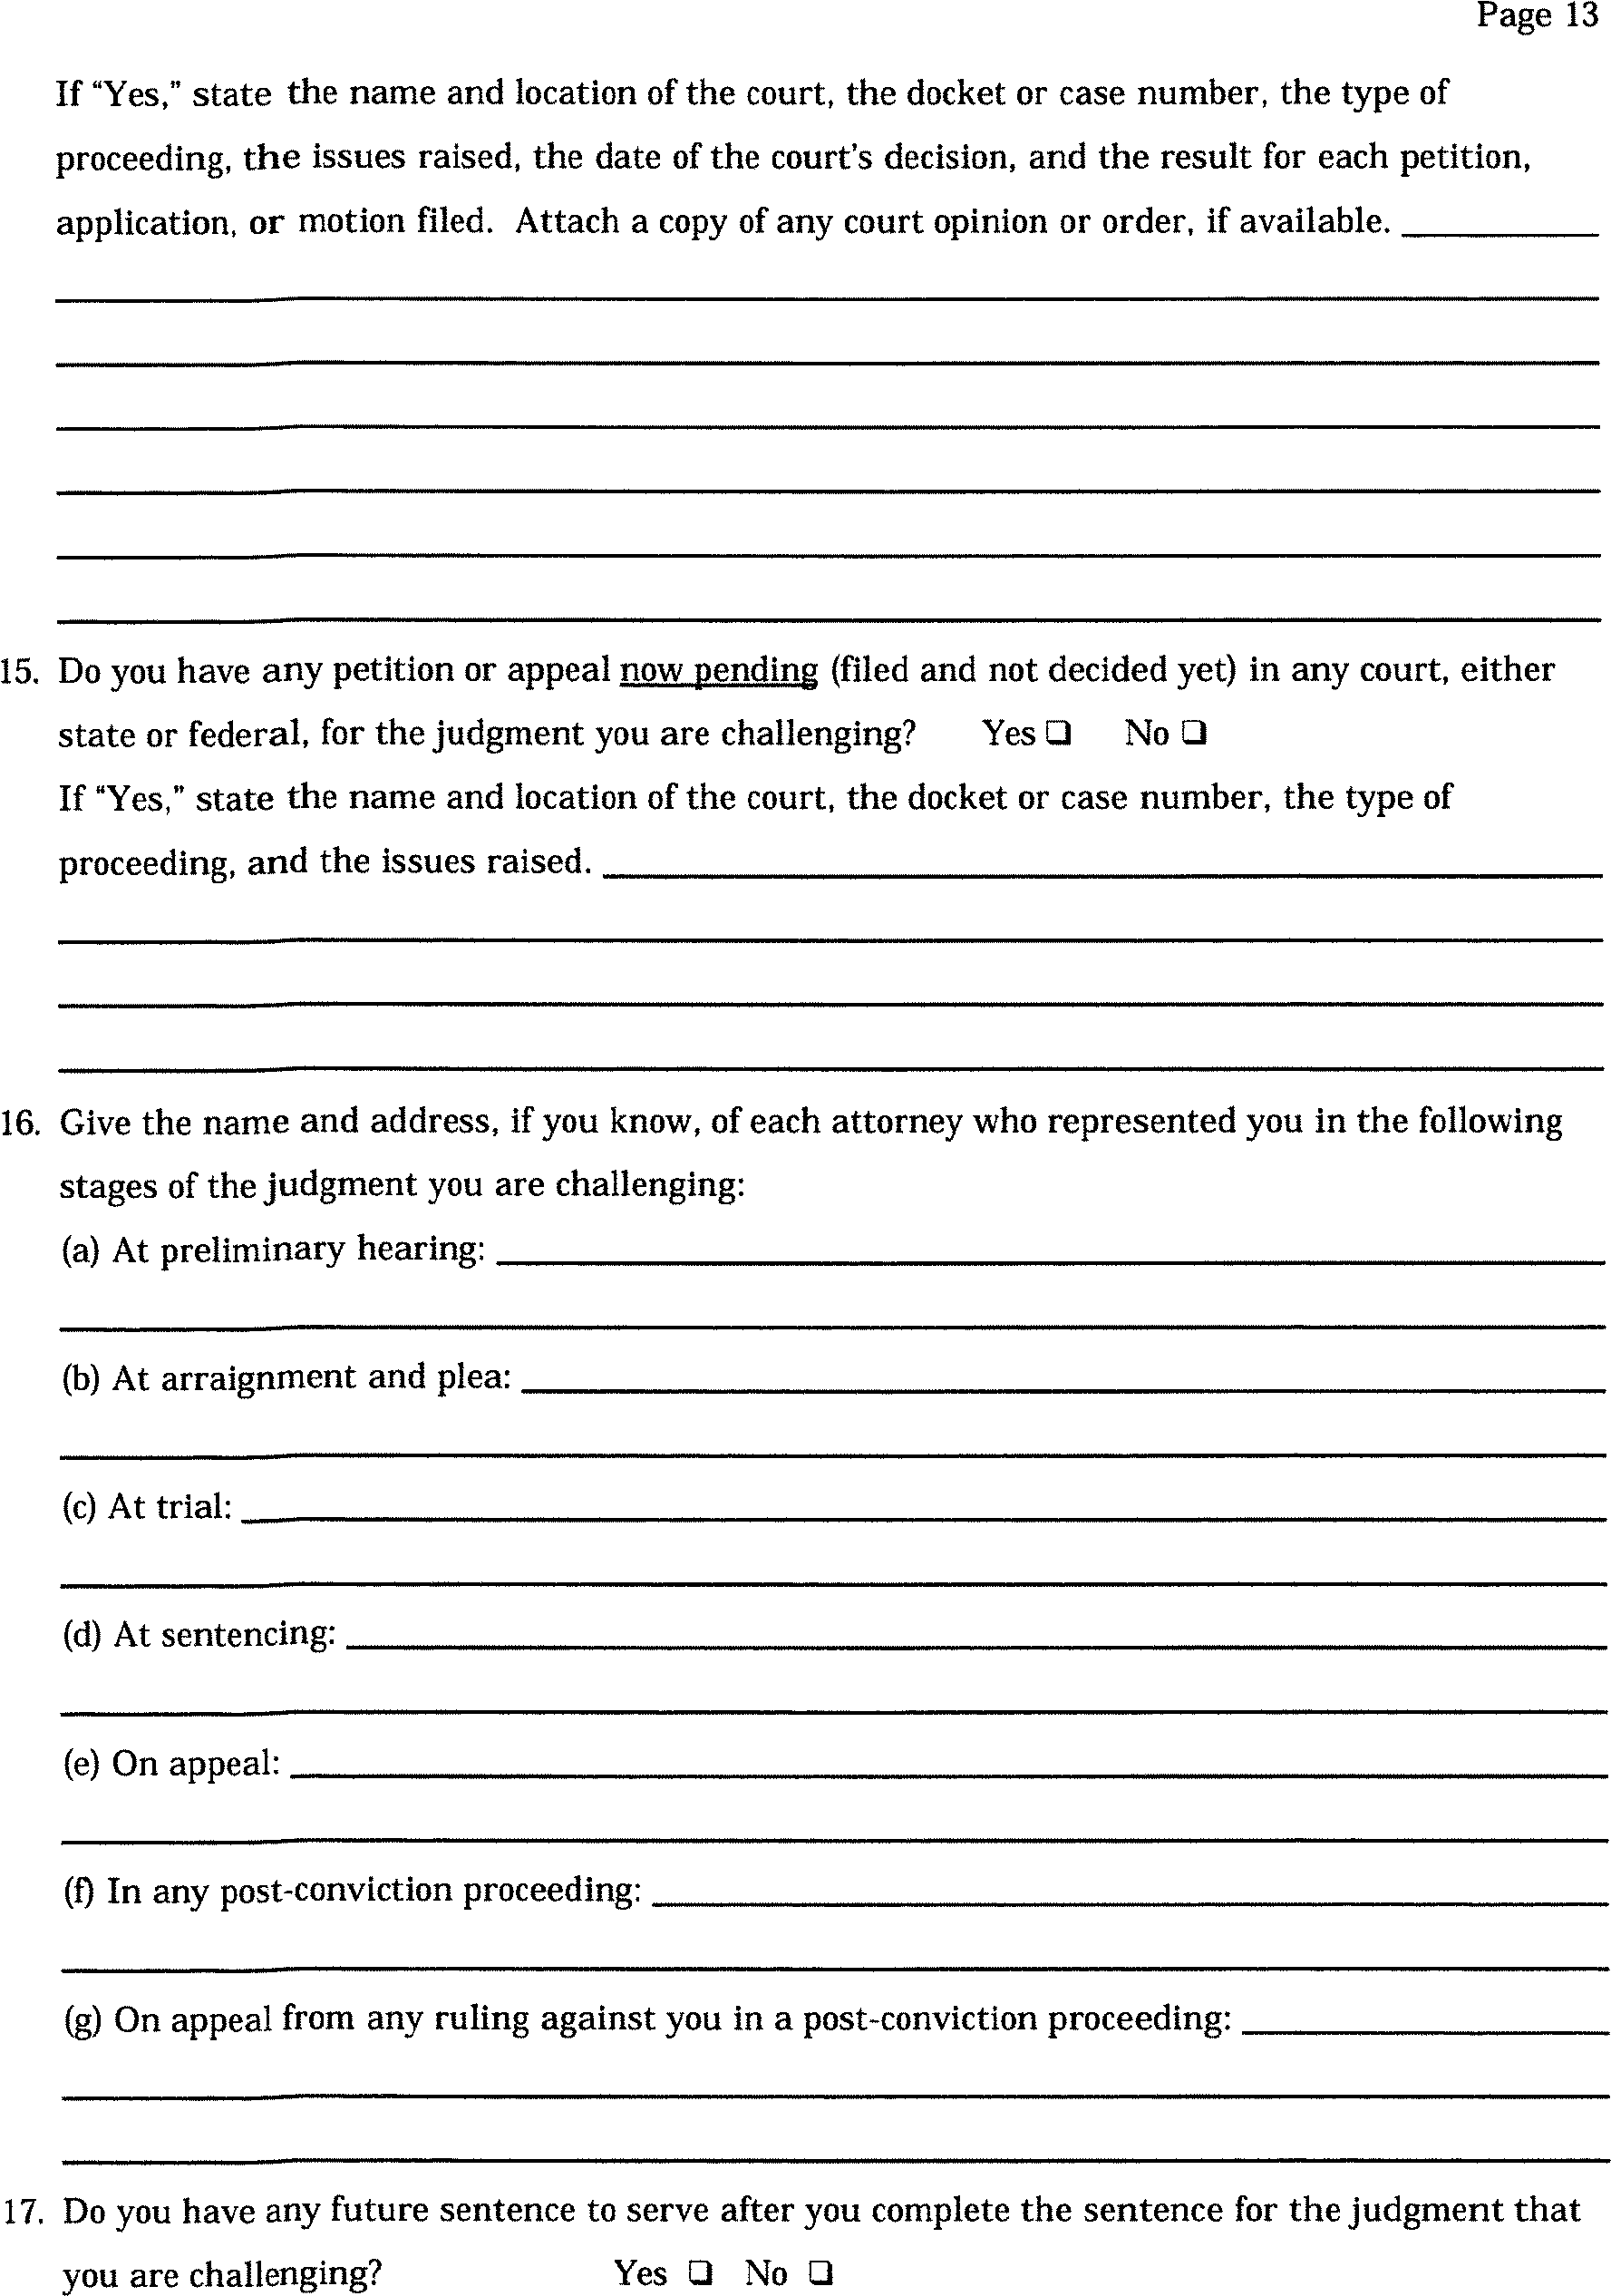 Page 13
If “Yes,” state the name and location of the court, the docket or case number, the type of
proceeding, the issues raised, the date of the court’s decision, and the result for each petition,
application, or motion filed. Attach a copy of any court opinion or order, if available.
15. Do you have any petition or appeal now pending (filed and not decided yet) in any court, either
state or federal, for the judgment you are challenging? Yes ❑ No ❑
If “Yes,” state the name and location of the court, the docket or case number, the type of
proceeding, and the issues raised.
16. Give the name and address, if you know, of each attorney who represented you in the following
stages of the judgment you are challenging:
(a) At preliminary hearing:
(b) At arraignment and plea:
(c) At trial:
(d) At sentencing:
(e) On appeal:
(f) In any post-conviction proceeding:
(g) On appeal from any ruling against you in a post-conviction proceeding:
17. Do you have any future sentence to serve after you complete the sentence for the judgment that
you are challenging? Yes ❑ No ❑